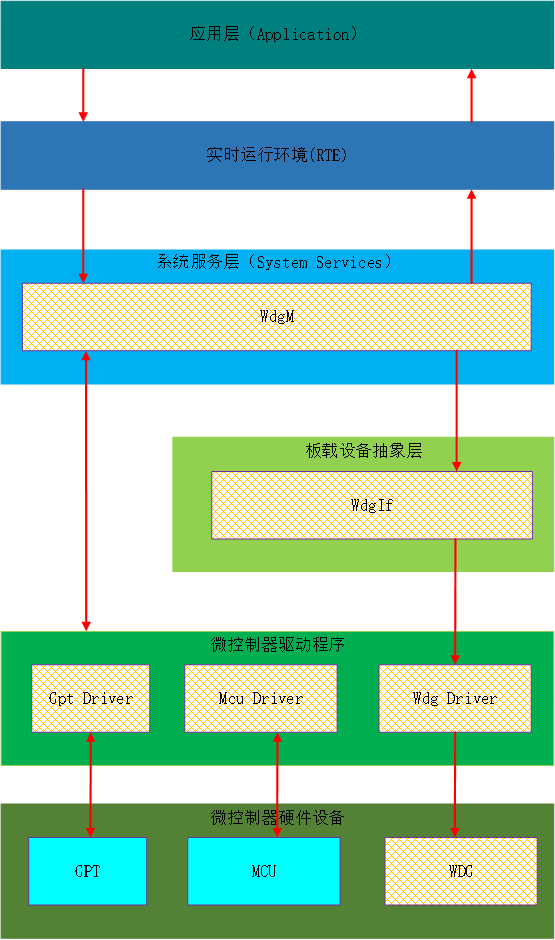 应用层（Application）
实时运行环境(RTE)
系统服务层（System Services）
WdgM
板载设备抽象层
WdgIf
微控制器驱动程序
Gpt Driver
Mcu Driver
Wdg Driver
微控制器硬件设备
GPT
MCU
WDG